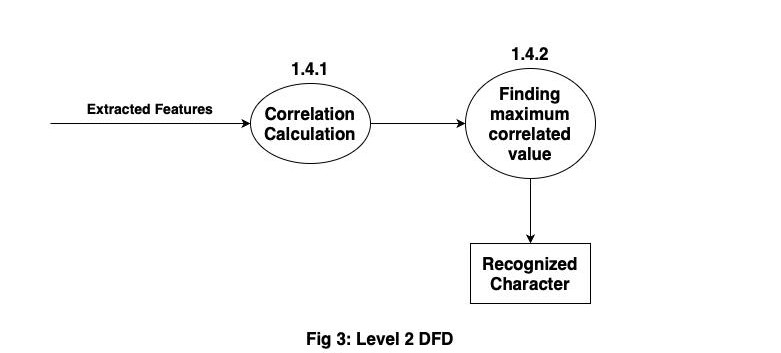 1.4.1
1.4.2
Extracted Features
Correlation
Calculation
Finding
maximum
correlated
value
Recognized
Character
Fig 3: Level 2 DFD